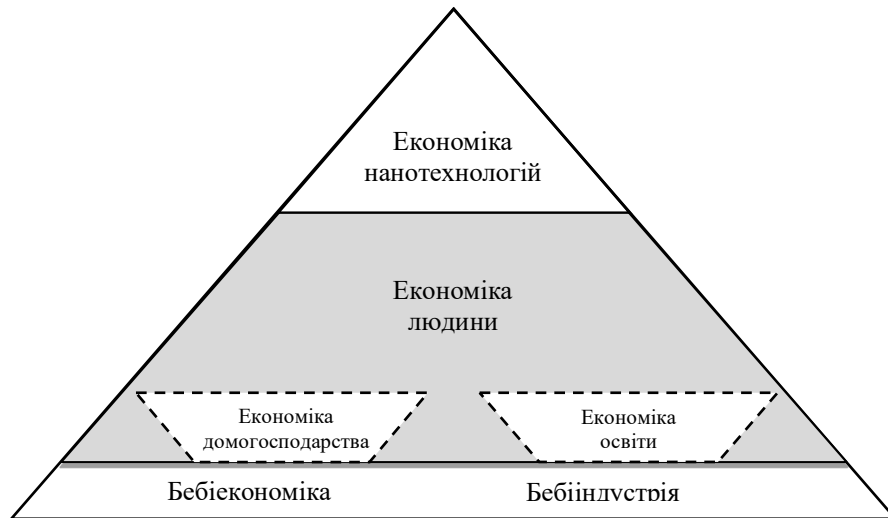 Економіка
нанотехнологій
Економіка
людини
Економіка
домогосподарства
Економіка
освіти
Бебіекономіка
Бебііндустрія